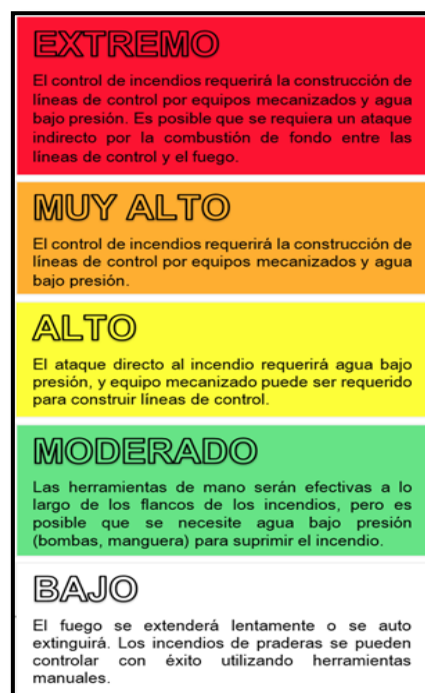 EXTREMO
El control de incendios requerirá la construcción de
líneas de control por equipos mecanizados y agua
bajo presión. Es posible que se requiera un ataque
indirecto por la combustión de fondo entre las
líneas de control y el fuego.
MUY ALTO
El control de incendios requerirá la construcción de
líneas de control por equipos mecanizados y agua
bajo presión.
ALTO
El ataque directo al incendio requerirá agua bajo
presión, y equipo mecanizado puede ser requerido
para construir líneas de control.
MODERADO
Las herramientas de mano serán efectivas a lo
largo de los flancos de los incendios, pero es
posible que se necesite agua bajo presión
(bombas, manguera) para suprimir el incendio.
BAJO
El fuego se extenderá lentamente o se auto
extinguirá. Los incendios de praderas se pueden
controlar con éxito utilizando herramientas
manuales.